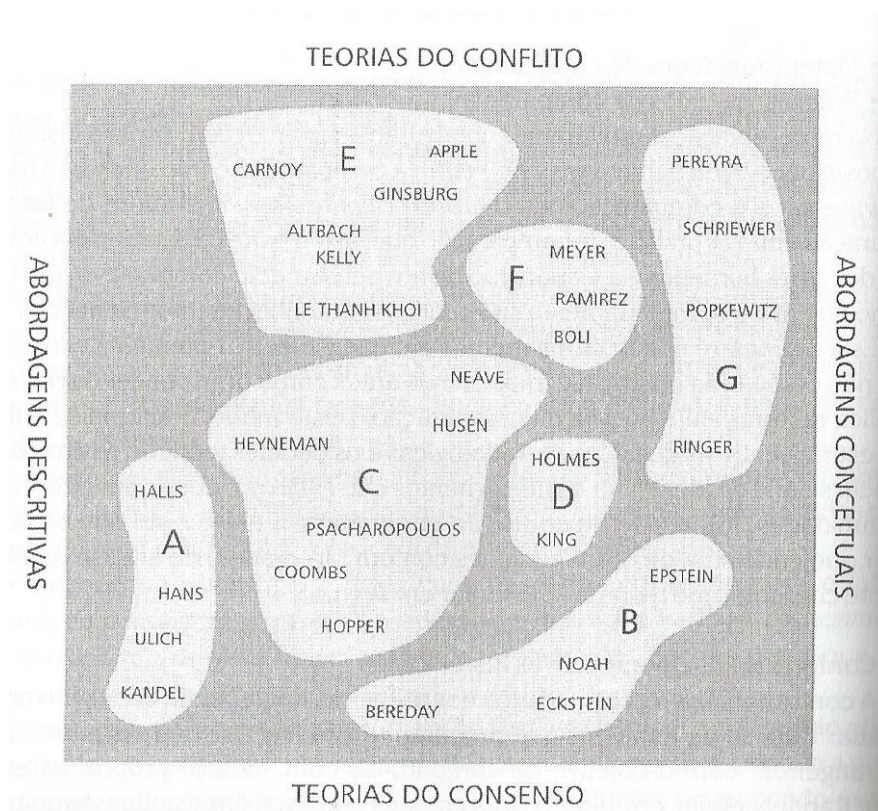 TEORIAS DO CONFLITO
ABORDAGENS DESCRITIVAS
E
CARNOY
APPLE
GINSBURG
ALTBACH
KELLY
LE THANH KHOI
F
MEYER
RAMIREZ
BOLI
PEREYRA
SCHRIEWER
POPKEWITZ
G
RINGER
NEAVE
HUSÉN
HEYNEMAN
C
PSACHAROPOULOS
COOMBS
HOPPER
HOLMES
D
KING
HALLS
A
HANS
ULICH
KANDEL
EPSTEIN
B
NOAH
ECKSTEIN
BEREDAY
ABORDAGENS CONCEITUAIS
TEORIAS DO CONSENSO